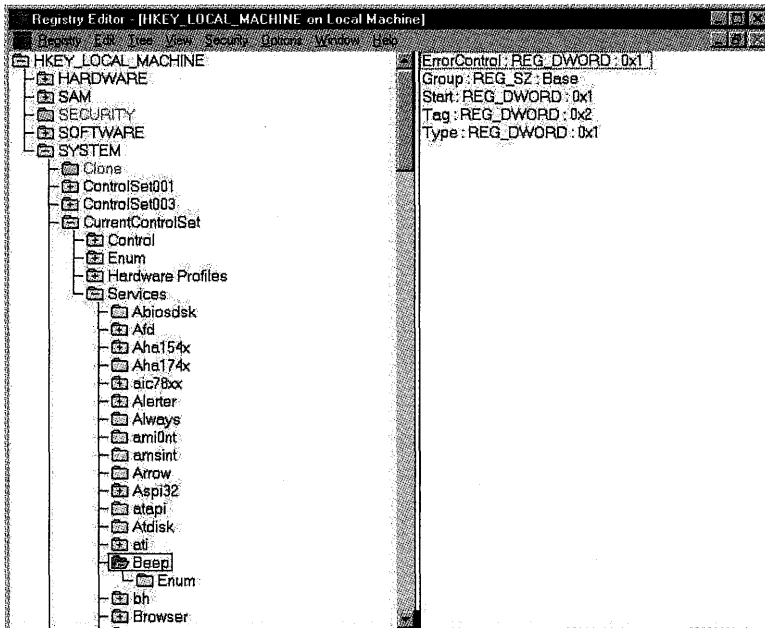 Registry Editor - [HKEY_LOCAL_MACHINE on Local Machine]
Registry Edit Tree View Security Options Window Help
HKEY_LOCAL_MACHINE
HARDWARE
SAM
SECURITY
SOFTWARE
SYSTEM
Clone
ControlSet001
ControlSet003
CurrentControlSet
Control
Enum
Hardware Profiles
Services
Abiosdsk
Afd
Aha154x
Aha174x
aic78xx
Alerter
Always
ami0nt
amsint
Arrow
Aspi32
atapi
Atdisk
ati
Beep
Enum
bh
Browser
ErrorControl : REG_DWORD : 0x1
Group : REG_SZ : Base
Start : REG_DWORD : 0x1
Tag : REG_DWORD : 0x2
Type : REG_DWORD : 0x1